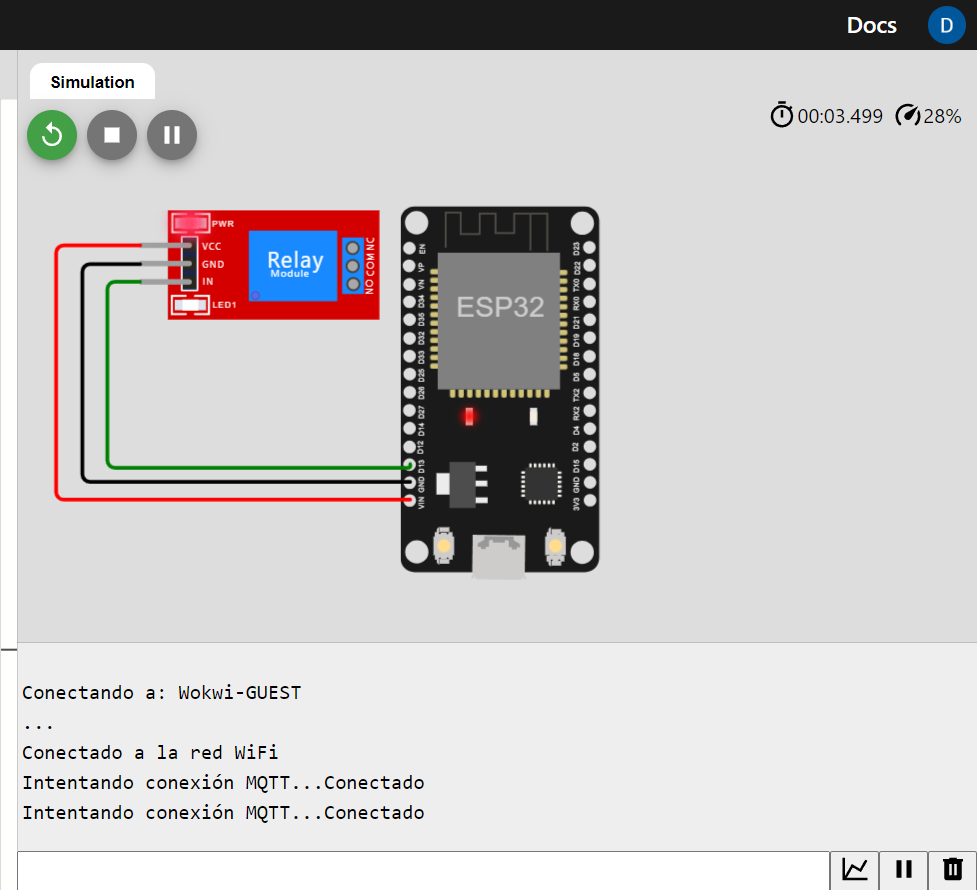 Docs
D
Simulation
00:03.499
28%
PWR
VCC
GND
IN
LED1
Relay
Module
NO COM NC
ESP32
EN
VP
VN
D34
D35
D32
D33
D25
D26
D27
D14
D12
D13
GND
VIN
D23
D22
TX0
RX0
D21
D19
D18
D5
TX2
RX2
D4
D2
D15
GND
3V3
Conectando a: Wokwi-GUEST
...
Conectado a la red WiFi
Intentando conexión MQTT...Conectado
Intentando conexión MQTT...Conectado